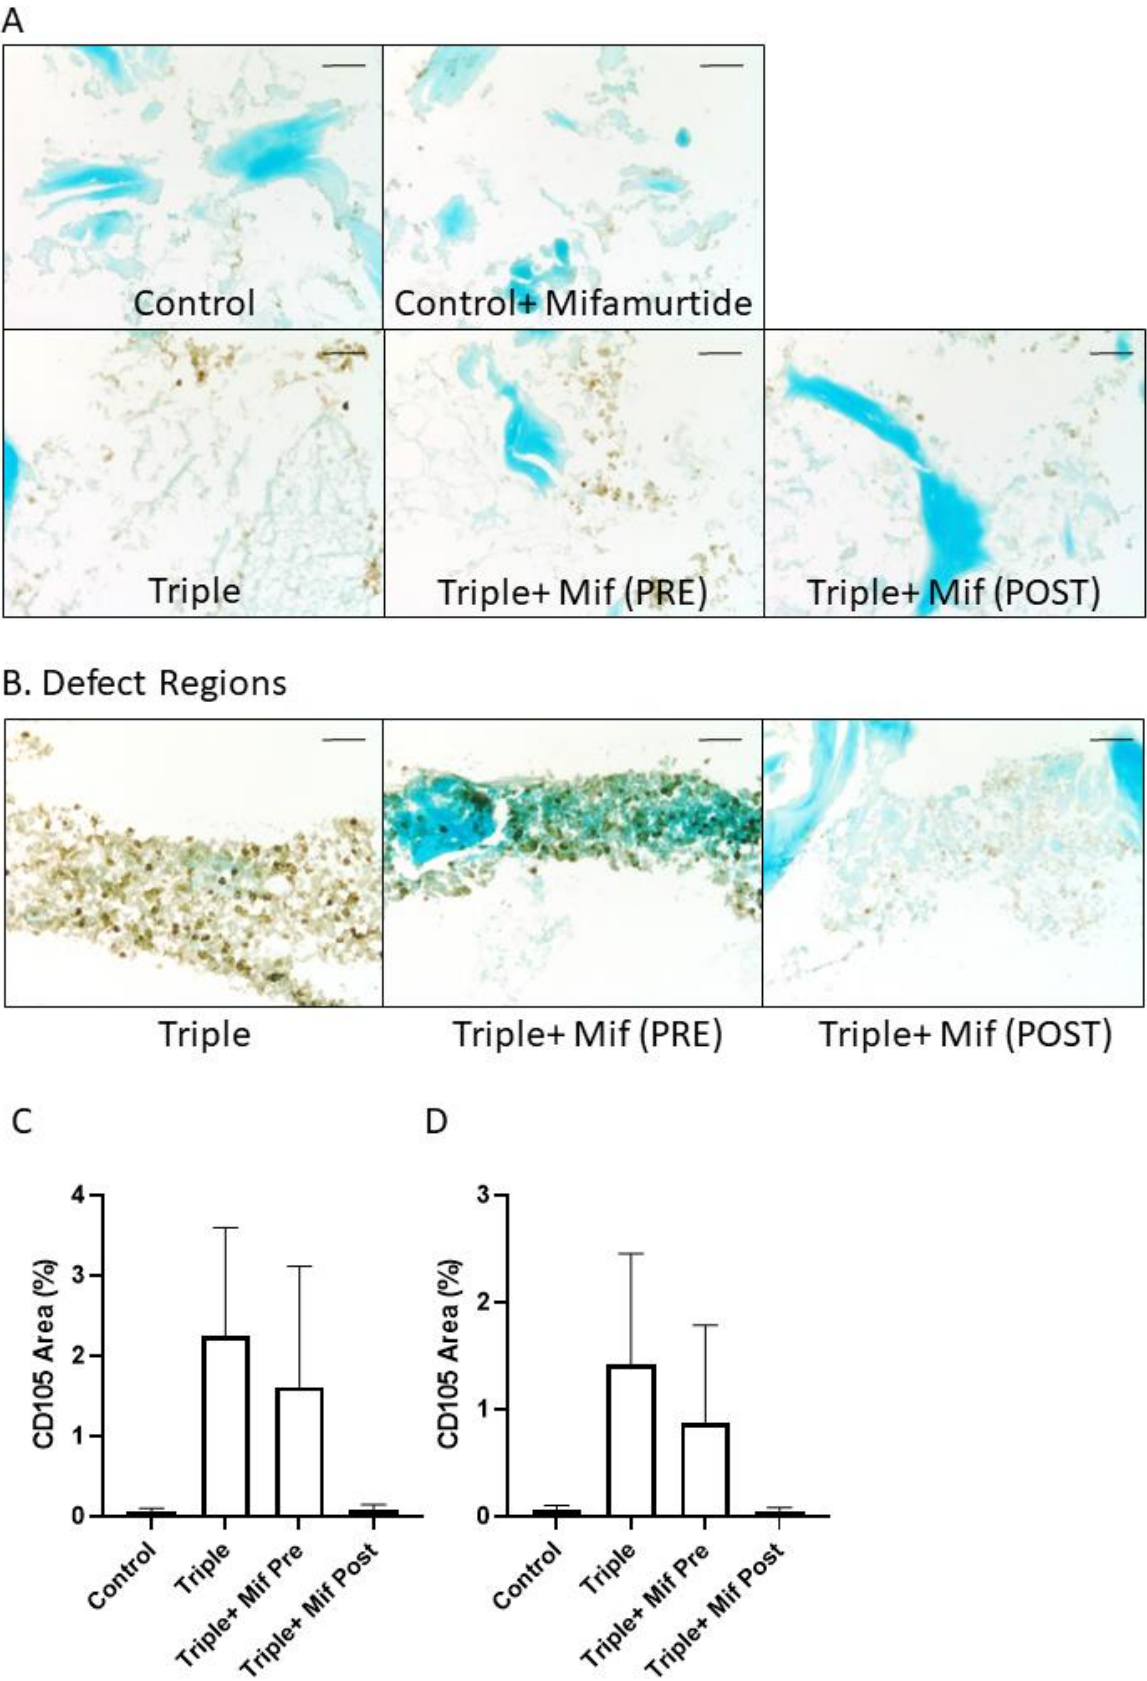 A
Control
Control+ Mifamurtide
Triple
Triple+ Mif (PRE)
Triple+ Mif (POST)
B. Defect Regions
Triple
Triple+ Mif (PRE)
Triple+ Mif (POST)
C
D
4
3
2
1
0
CD105 Area (%)
Control
Triple
Triple+ Mif Pre
Triple+ Mif Post
3
2
1
0
CD105 Area (%)
Control
Triple
Triple+ Mif Pre
Triple+ Mif Post